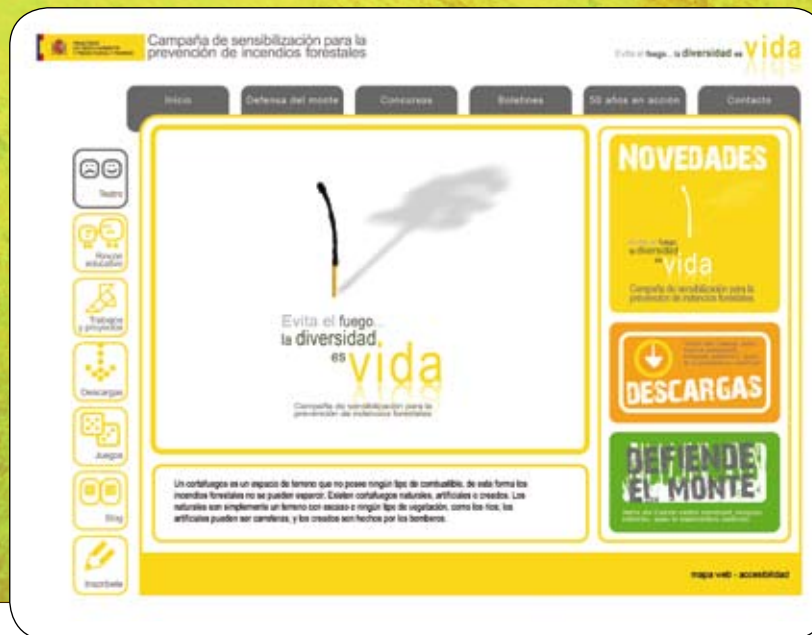 Campaña de sensibilización para la
prevención de incendios forestales
Evita el fuego... la diversidad es vida
Inicio
Defensa del monte
Concursos
Boletines
50 años en acción
Contacto
Teatro
Rincón
educativo
Trabajos
y proyectos
Descargas
Juegos
Blog
Inscríbete
Evita el fuego...
la diversidad
es vida
Campaña de sensibilización para la
prevención de incendios forestales
Un cortafuegos es un espacio de terreno que no posee ningún tipo de combustible, de esta forma los
incendios forestales no se pueden esparcir. Existen cortafuegos naturales, artificiales o creados. Los
naturales son simplemente un terreno con escaso o ningún tipo de vegetación, como los ríos; los
artificiales pueden ser carreteras, y los creados son hechos por los bomberos.
NOVEDADES
Evita el fuego...
la diversidad
es vida
Campaña de sensibilización para la
prevención de incendios forestales
DESCARGAS
DEFIENDE
EL MONTE
mapa web - accesibilidad